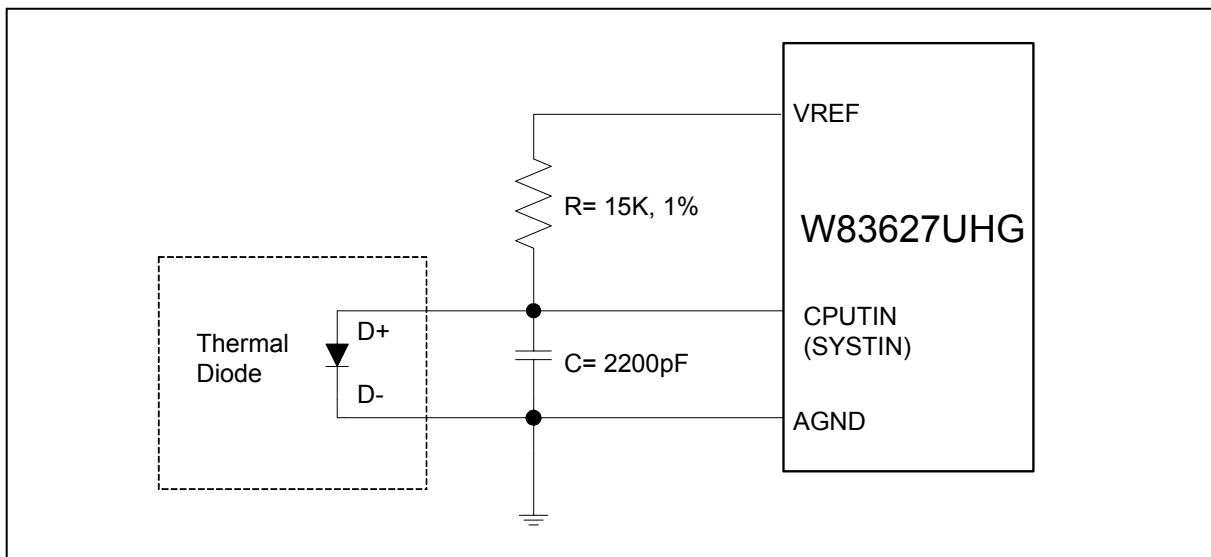 VREF
R= 15K, 1%
W83627UHG
CPUTIN
(SYSTIN)
Thermal
Diode
D+
D-
C= 2200pF
AGND